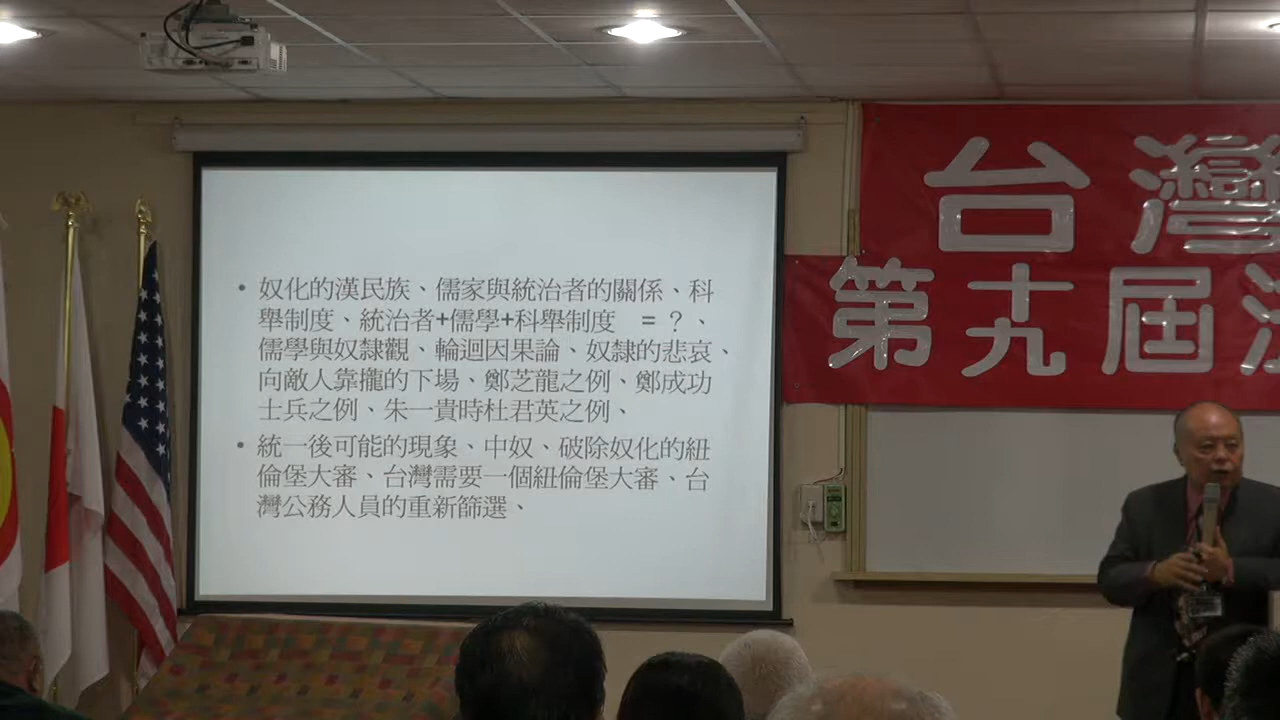 • 奴化的漢民族、儒家與統治者的關係、科
舉制度、統治者+儒學+科舉制度 = ？、
儒學與奴隸觀、輪迴因果論、奴隸的悲哀、
向敵人靠攏的下場、鄭芝龍之例、鄭成功
士兵之例、朱一貴時杜君英之例、
• 統一後可能的現象、中奴、破除奴化的紐
倫堡大審、台灣需要一個紐倫堡大審、台
灣公務人員的重新篩選、
台灣
第十九屆